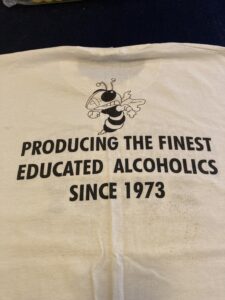 PRODUCING THE FINEST
EDUCATED ALCOHOLICS
SINCE 1973